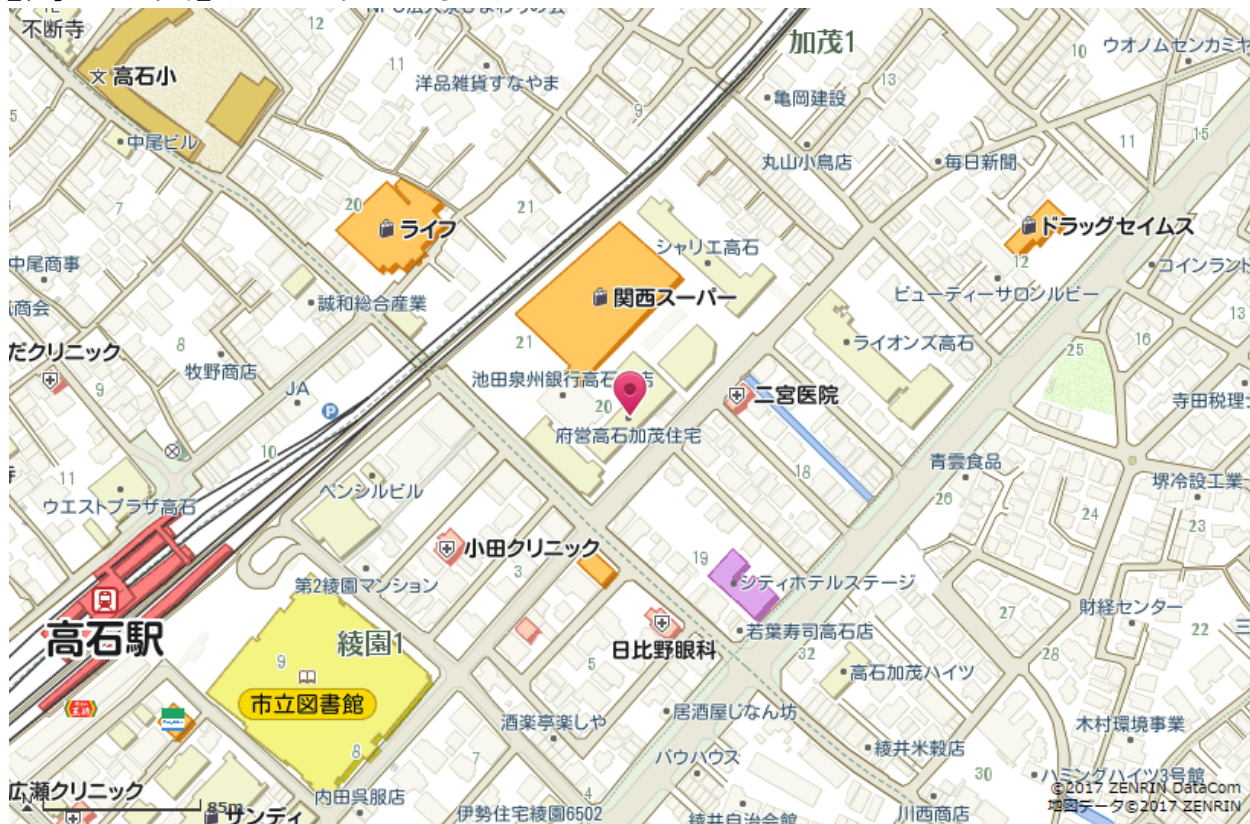 不断寺
加茂1
12
10
ウオノムセンカミヤ
高石小
11
洋品雑貨すなやま
13
亀岡建設
9
中尾ビル
11
15
丸山小鳥店
毎日新聞
7
20
21
ライフ
ドラッグセイムス
シャリエ高石
中尾商事
12
コインランド
関西スーパー
ビューティーサロンルビー
商会
誠和総合産業
13
21
ライオンズ高石
16
25
だクリニック
8
牧野商店
池田泉州銀行高石
店
9
JA
二宮医院
寺田税理士
20
P
府営高石加茂住宅
10
青雲食品
11
18
ペンシルビル
堺冷設工業
26
ウエストプラザ高石
24
23
小田クリニック
19
3
第2綾園マンション
シティホテルステージ
27
財経センター
高石駅
綾園1
若葉寿司高石店
22
三
日比野眼科
32
28
9
5
高石加茂ハイツ
市立図書館
居酒屋じなん坊
酒楽亭楽しや
木村環境事業
綾井米穀店
8
7
バウハウス
30
広瀬クリニック
ハミングハイツ3号館
内田呉服店
©2017 ZENRIN DataCom
地図データ©2017 ZENRIN
N
85m
サンディ
4
伊勢住宅綾園6502
綾井自治会館
川西商店